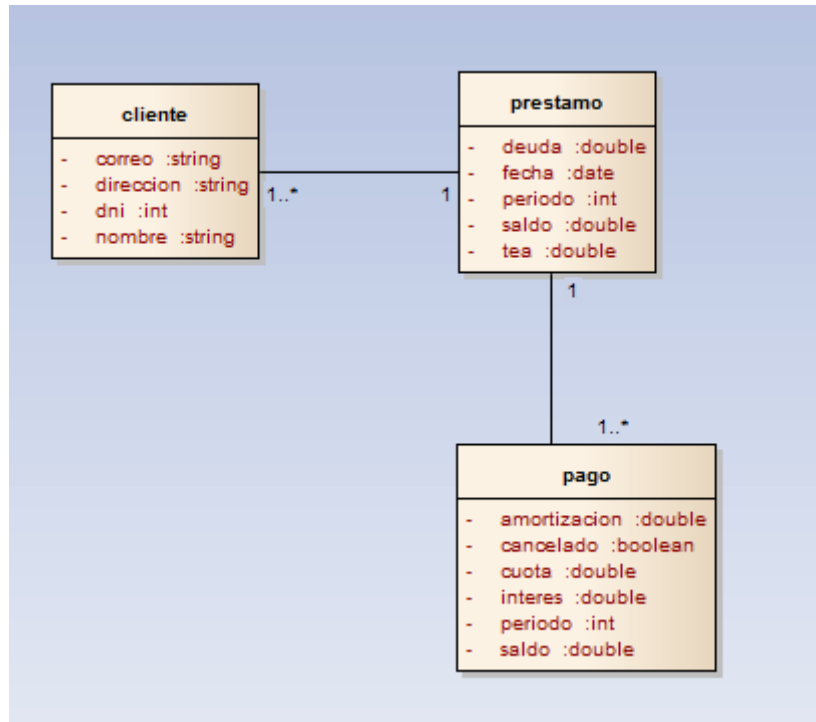 cliente
- correo :string
- direccion :string
- dni :int
- nombre :string
1..*
1
prestamo
- deuda :double
- fecha :date
- periodo :int
- saldo :double
- tea :double
1
1..*
pago
- amortizacion :double
- cancelado :boolean
- cuota :double
- interes :double
- periodo :int
- saldo :double